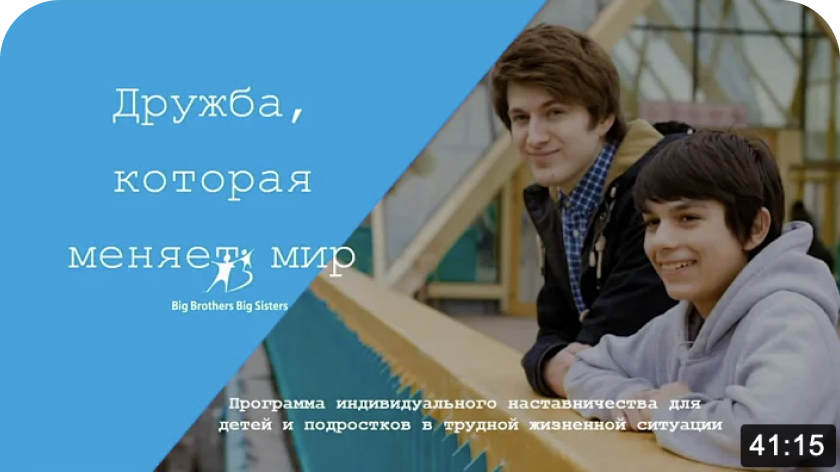 Дружба,
которая
меняет мир
Big Brothers Big Sisters
Программа индивидуального наставничества для
детей и подростков в трудной жизненной ситуации
41:15